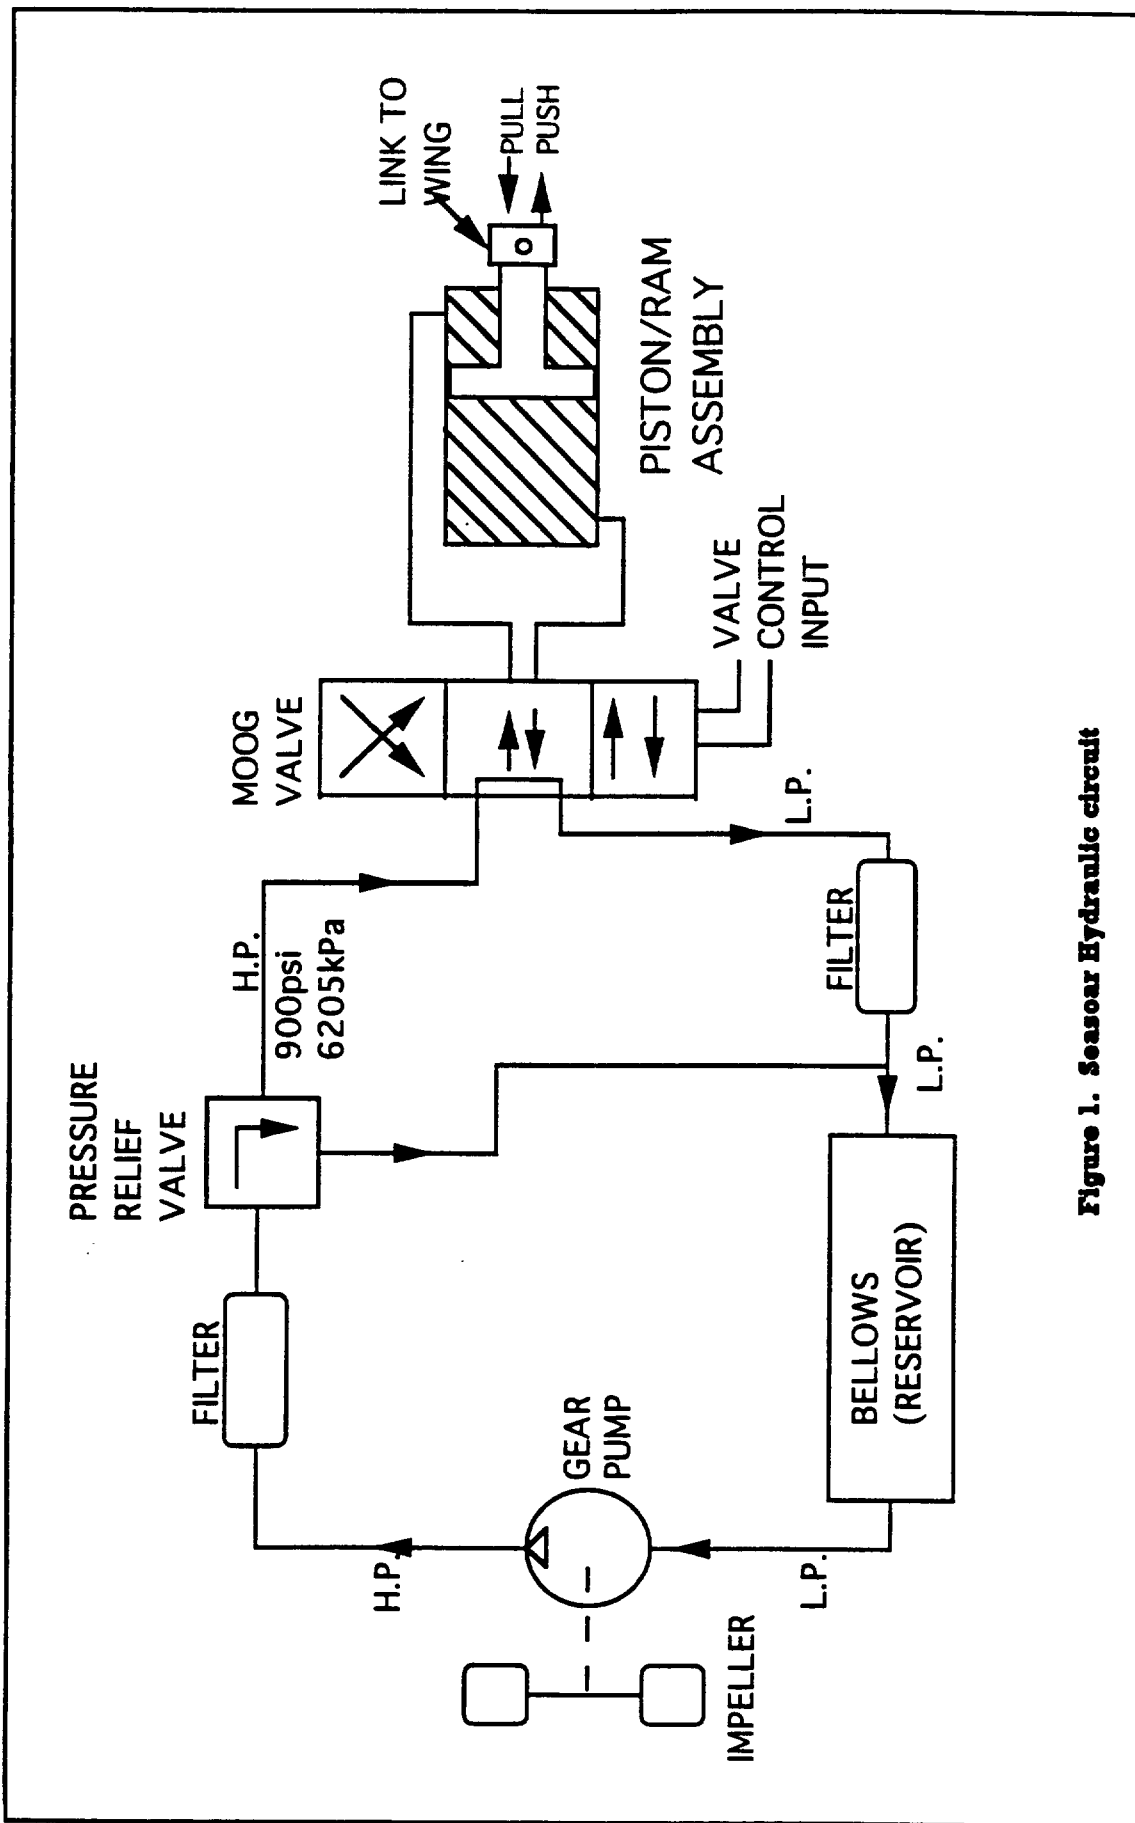 PRESSURE
RELIEF
VALVE
H.P.
900psi
6205kPa
MOOG
VALVE
LINK TO
WING
PULL
PUSH
PISTON/RAM
ASSEMBLY
VALVE
CONTROL
INPUT
L.P.
FILTER
L.P.
FILTER
H.P.
GEAR
PUMP
IMPELLER
L.P.
BELLOWS
(RESERVOIR)
Figure 1. Seasoar Hydraulic circuit